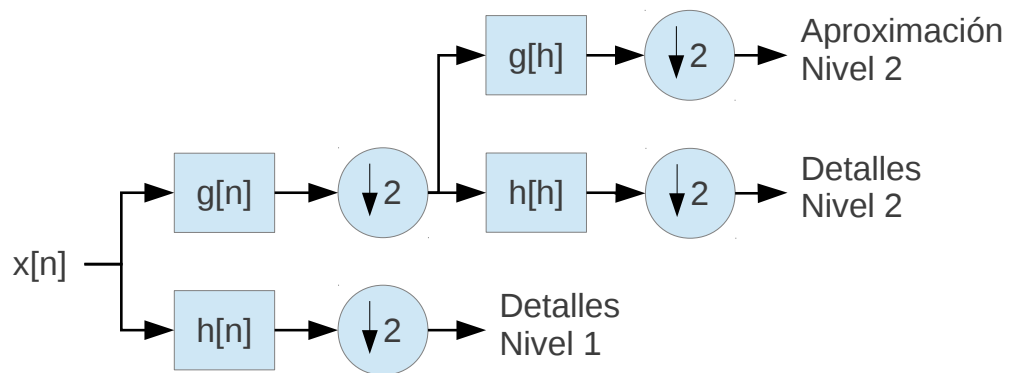 g[h]
2
Aproximación
Nivel 2
g[n]
2
h[h]
2
Detalles
Nivel 2
x[n]
h[n]
2
Detalles
Nivel 1